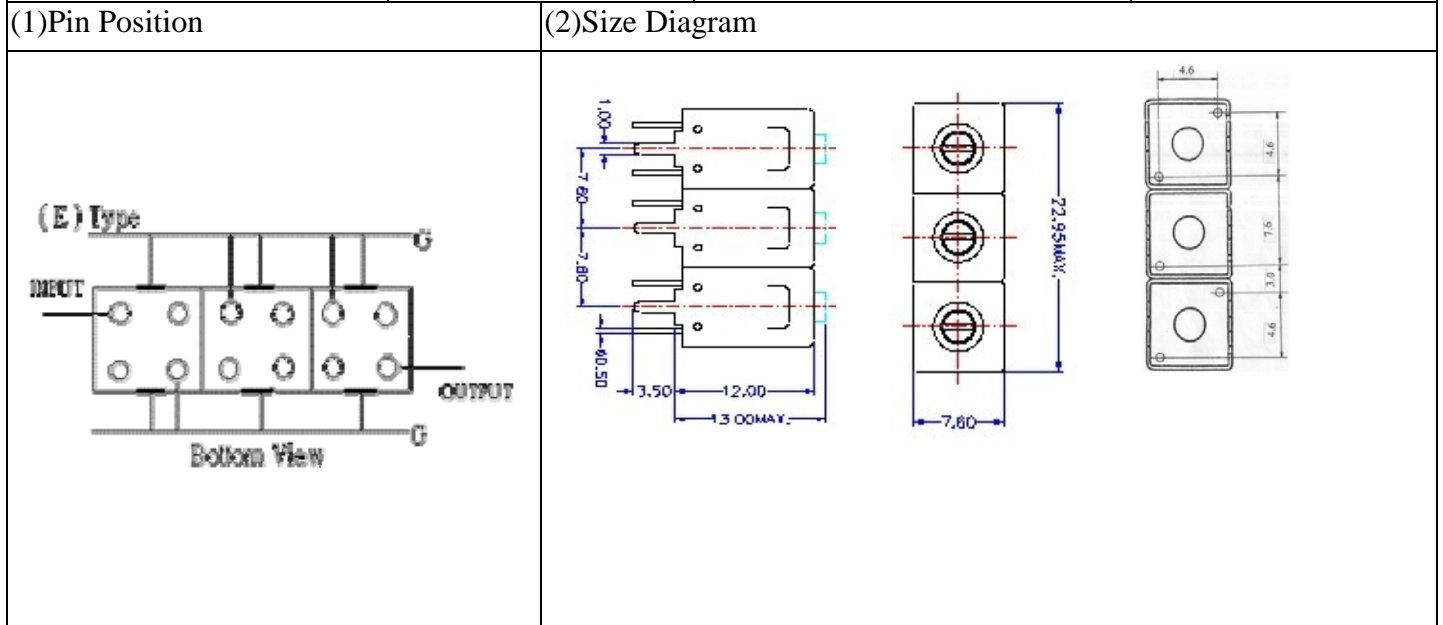 (1)Pin Position
(2)Size Diagram
(E) Type
G
INPUT
OUTPUT
G
Bottom View
1.00
7.60
7.60
Φ0.50
3.50
12.00
13.00MAX.
22.95MAX.
7.60
4.6
4.6
7.6
3.0
4.6